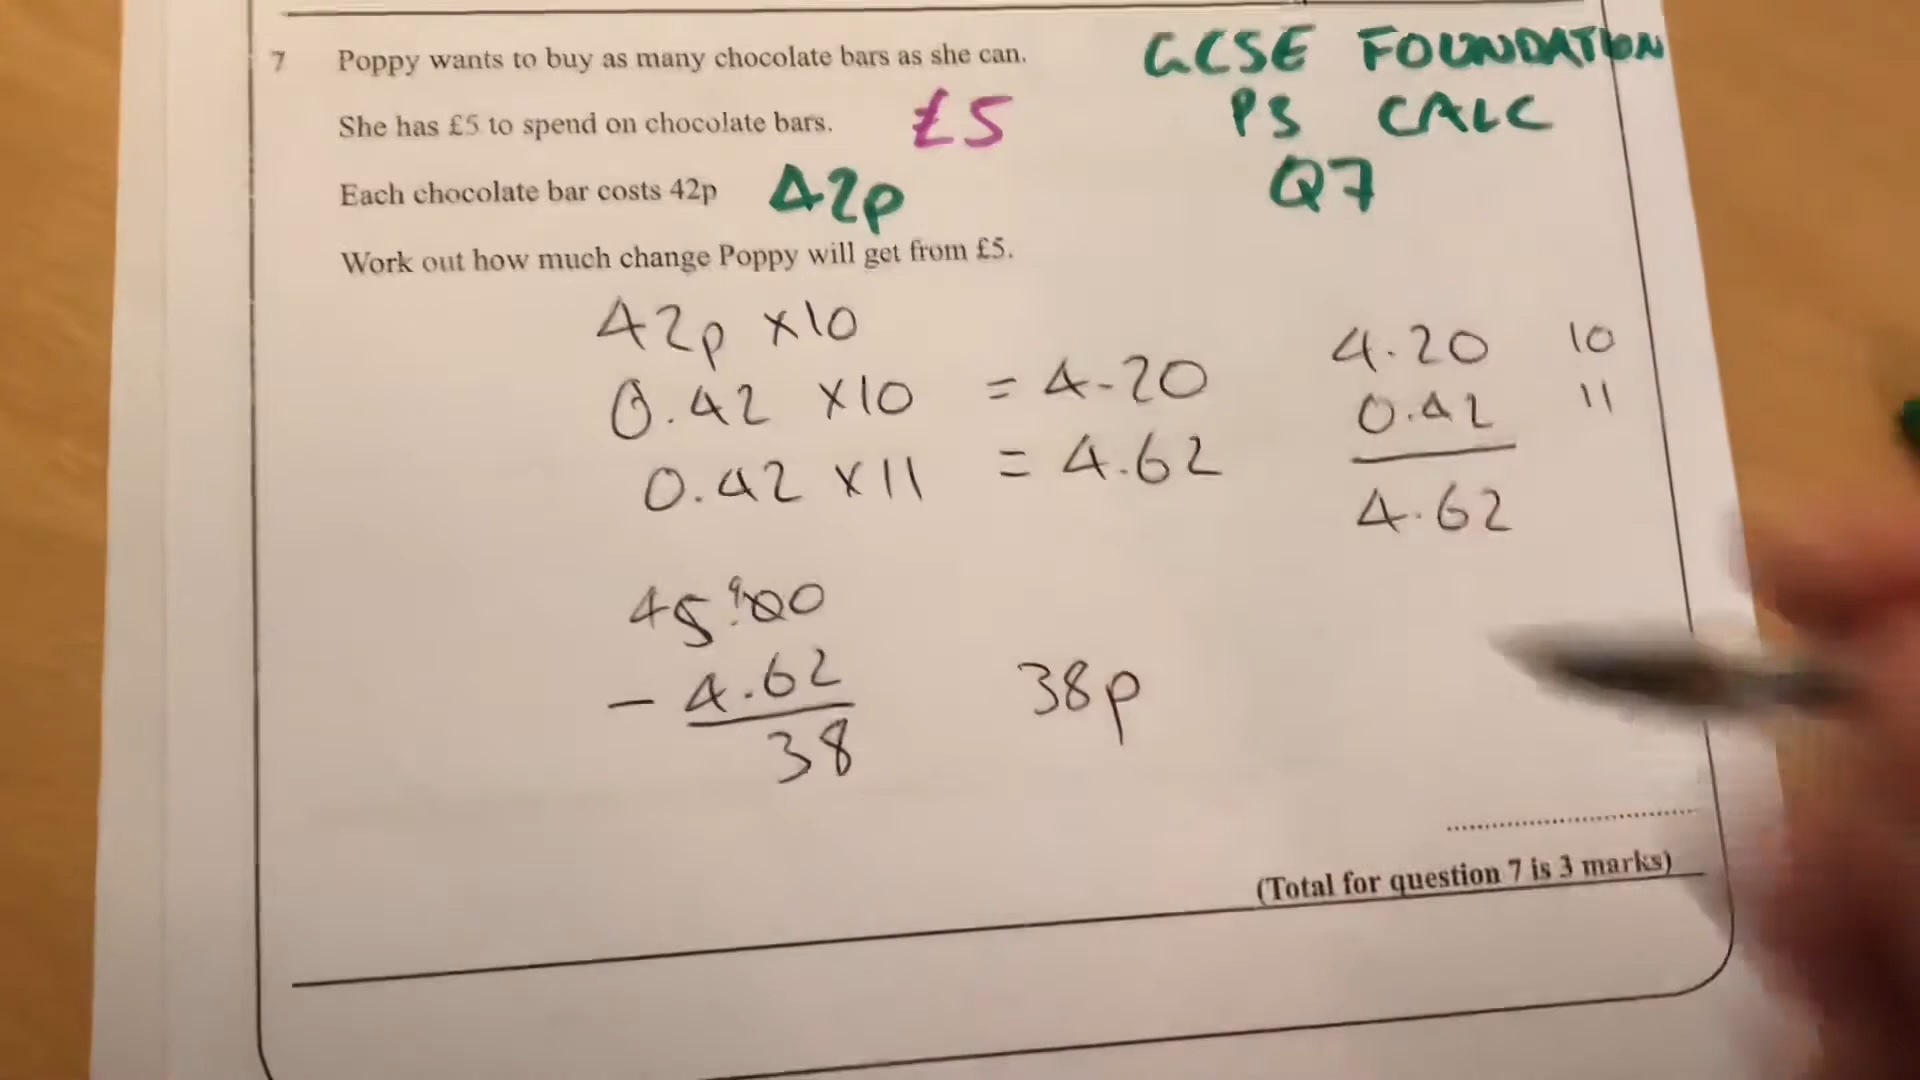 7 Poppy wants to buy as many chocolate bars as she can.
GCSE FOUNDATION
She has £5 to spend on chocolate bars. £5
P3 CALC
Each chocolate bar costs 42p 42p
Q7
Work out how much change Poppy will get from £5.
42p ×10
0.42 ×10 = 4.20
0.42 ×11 = 4.62
4.20 10
0.42 11
4.62
- 4.62
38
38p
(Total for question 7 is 3 marks)